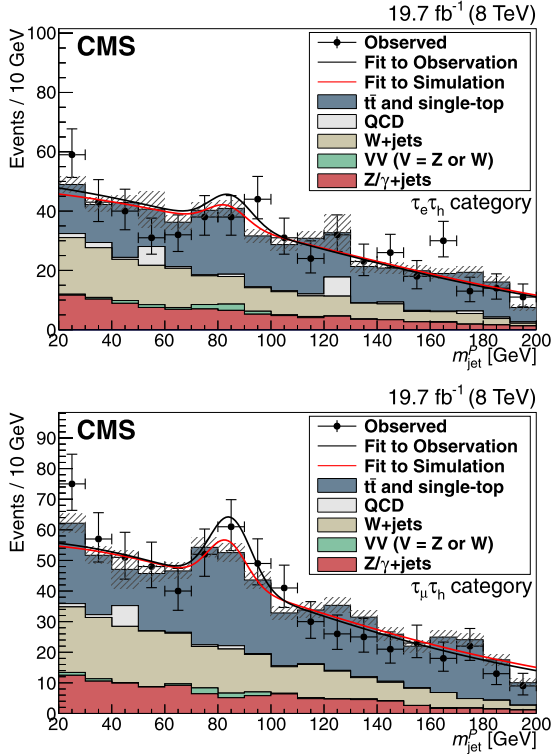 19.7 fb⁻¹ (8 TeV)
CMS
Events / 10 GeV
100
80
60
40
20
0
Observed
Fit to Observation
Fit to Simulation
tt̄ and single-top
QCD
W+jets
VV (V = Z or W)
Z/γ+jets
τₑτₕ category
20 40 60 80 100 120 140 160 180 200
m^P_jet [GeV]
19.7 fb⁻¹ (8 TeV)
CMS
Events / 10 GeV
90
80
70
60
50
40
30
20
10
0
Observed
Fit to Observation
Fit to Simulation
tt̄ and single-top
QCD
W+jets
VV (V = Z or W)
Z/γ+jets
τ_μτₕ category
20 40 60 80 100 120 140 160 180 200
m^P_jet [GeV]